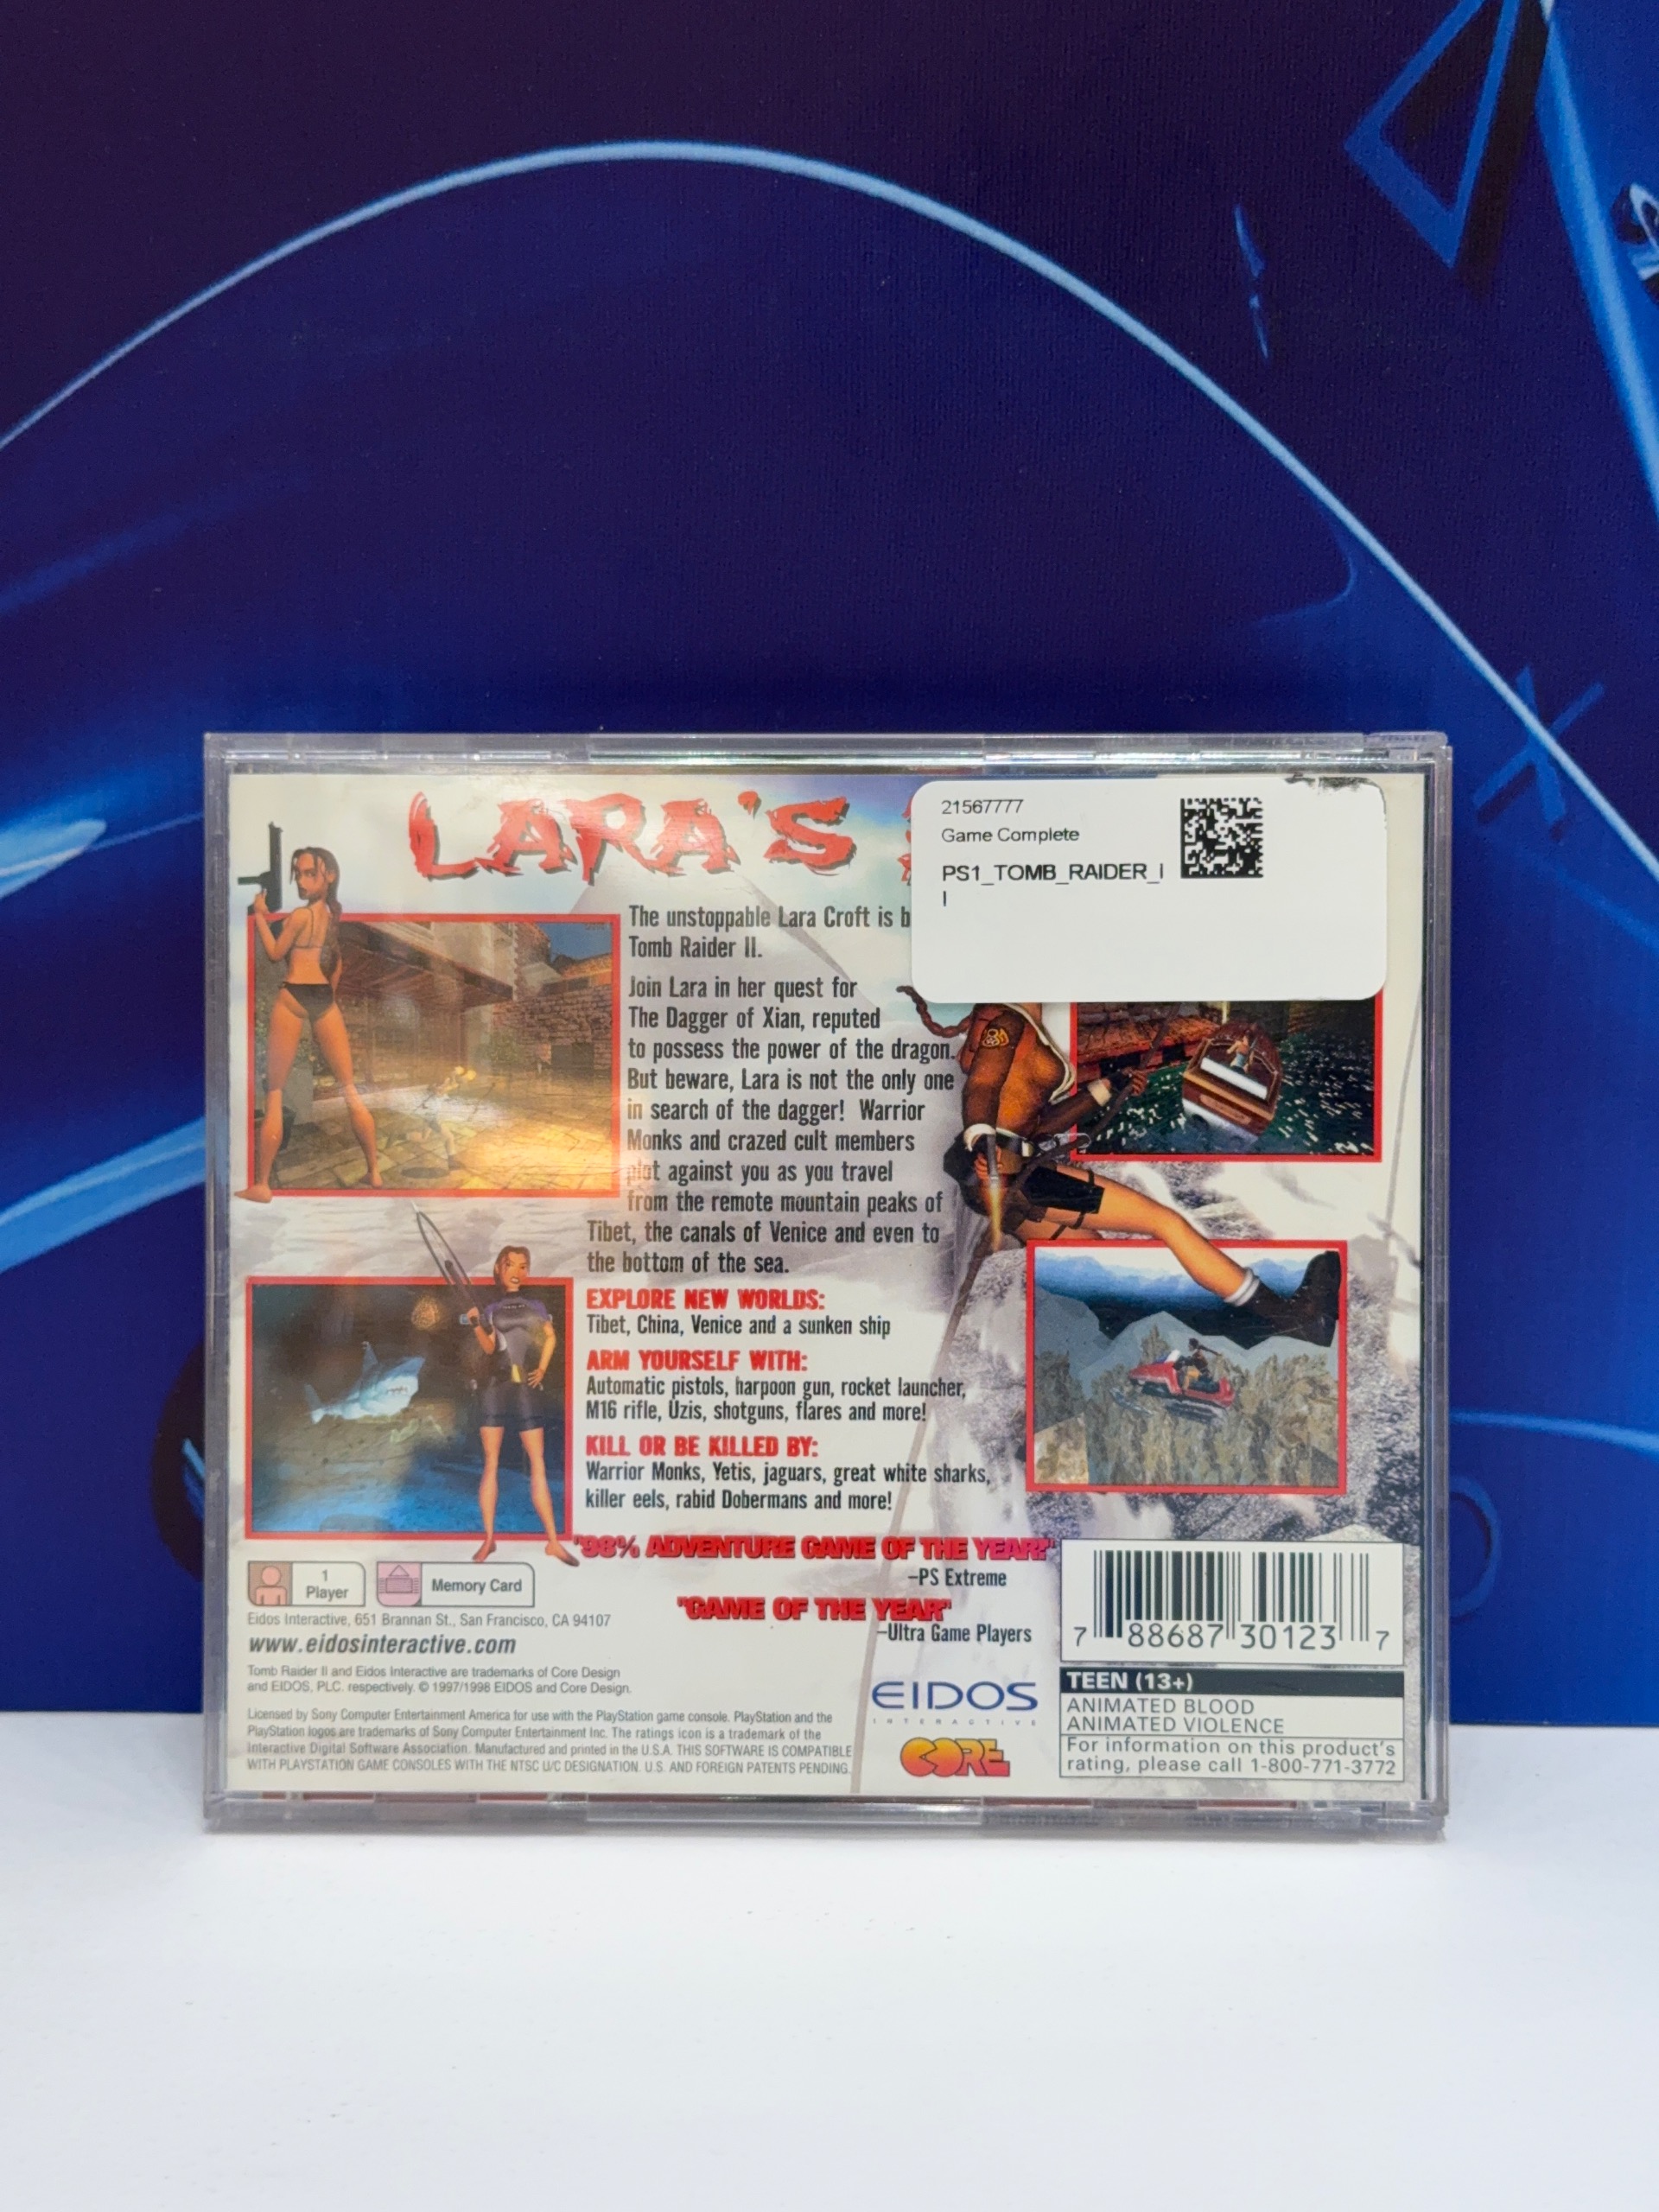 LARA'S
21567777
Game Complete
PS1_TOMB_RAIDER_I
I
The unstoppable Lara Croft is b
Tomb Raider II.
Join Lara in her quest for
The Dagger of Xian, reputed
to possess the power of the dragon.
But beware, Lara is not the only one
in search of the dagger! Warrior
Monks and crazed cult members
plot against you as you travel
from the remote mountain peaks of
Tibet, the canals of Venice and even to
the bottom of the sea.
EXPLORE NEW WORLDS:
Tibet, China, Venice and a sunken ship
ARM YOURSELF WITH:
Automatic pistols, harpoon gun, rocket launcher,
M16 rifle, Uzis, shotguns, flares and more!
KILL OR BE KILLED BY:
Warrior Monks, Yetis, jaguars, great white sharks,
killer eels, rabid Dobermans and more!
"98% ADVENTURE GAME OF THE YEAR!"
–PS Extreme
"GAME OF THE YEAR"
–Ultra Game Players
1
Player
Memory Card
Eidos Interactive, 651 Brannan St., San Francisco, CA 94107
www.eidosinteractive.com
Tomb Raider II and Eidos Interactive are trademarks of Core Design
and EIDOS, PLC. respectively. © 1997/1998 EIDOS and Core Design.
Licensed by Sony Computer Entertainment America for use with the PlayStation game console. PlayStation and the
PlayStation logos are trademarks of Sony Computer Entertainment Inc. The ratings icon is a trademark of the
Interactive Digital Software Association. Manufactured and printed in the U.S.A. THIS SOFTWARE IS COMPATIBLE
WITH PLAYSTATION GAME CONSOLES WITH THE NTSC U/C DESIGNATION. U.S. AND FOREIGN PATENTS PENDING.
EIDOS
INTERACTIVE
CORE
7 88687 30123 7
TEEN (13+)
ANIMATED BLOOD
ANIMATED VIOLENCE
For information on this product's
rating, please call 1-800-771-3772